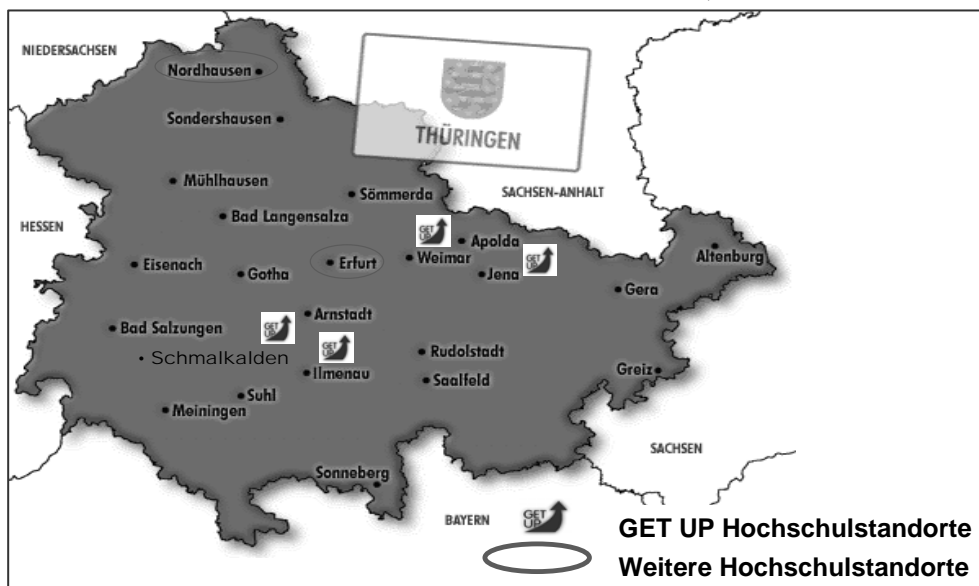 NIEDERSACHSEN
Nordhausen
Sondershausen
THÜRINGEN
Mühlhausen
Sömmerda
SACHSEN-ANHALT
Bad Langensalza
HESSEN
GET UP
Apolda
Altenburg
Eisenach
Gotha
Erfurt
Weimar
GET UP
Jena
Gera
Arnstadt
Bad Salzungen
GET UP
GET UP
Schmalkalden
Rudolstadt
Ilmenau
Saalfeld
Greiz
Suhl
Meiningen
SACHSEN
Sonneberg
BAYERN
GET UP
GET UP Hochschulstandorte
Weitere Hochschulstandorte